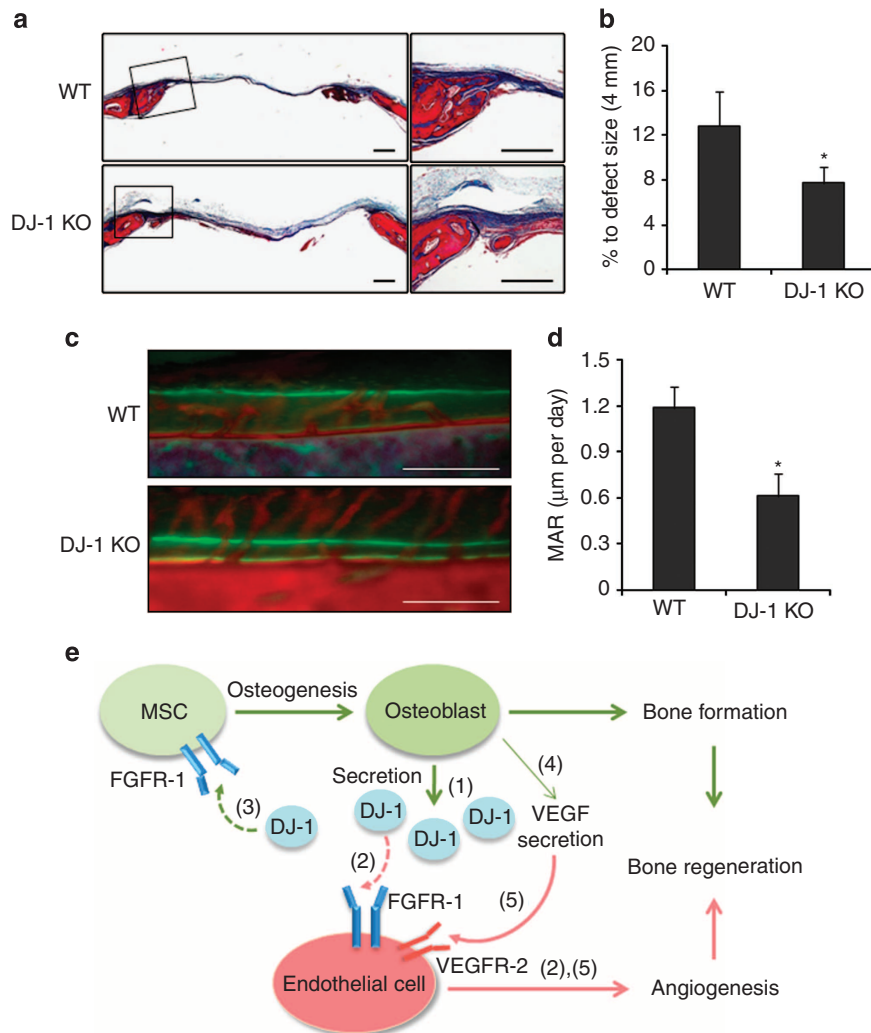 a
WT
DJ-1 KO
b
% to defect size (4 mm)
20
16
12
8
4
0
*
WT
DJ-1 KO
c
WT
DJ-1 KO
d
MAR (μm per day)
1.5
1.2
0.9
0.6
0.3
0
*
WT
DJ-1 KO
e
MSC
Osteogenesis
Osteoblast
Bone formation
FGFR-1
(3)
DJ-1
Secretion
(1)
(4)
DJ-1
DJ-1
DJ-1
VEGF
secretion
(2)
Bone regeneration
FGFR-1
(5)
VEGFR-2
(2),(5)
Endothelial cell
Angiogenesis